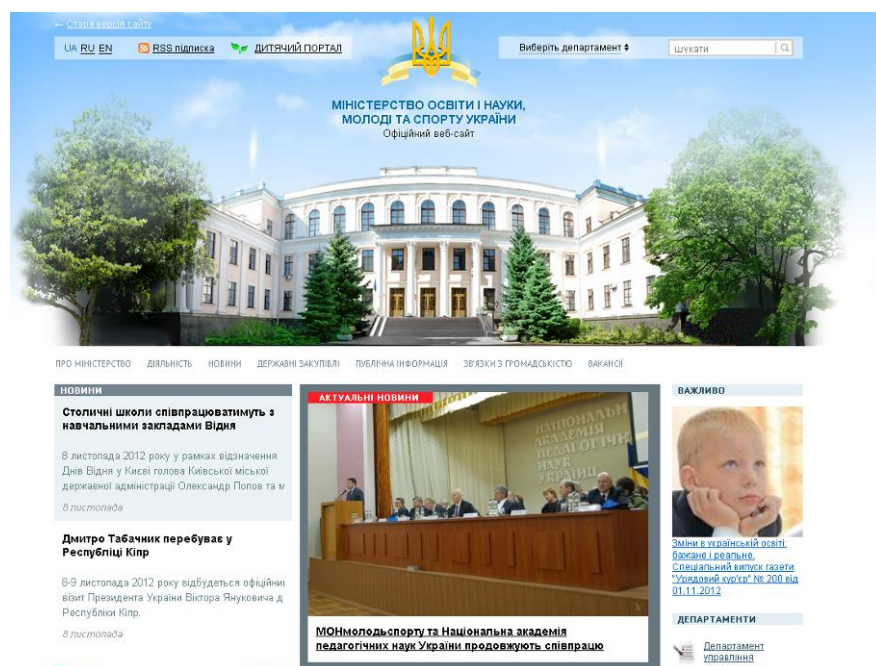 ← Стара версія сайту
UA RU EN
RSS підписка
ДИТЯЧИЙ ПОРТАЛ
Виберіть департамент
шукати
МІНІСТЕРСТВО ОСВІТИ І НАУКИ,
МОЛОДІ ТА СПОРТУ УКРАЇНИ
Офіційний веб-сайт
ПРО МІНІСТЕРСТВО ДІЯЛЬНІСТЬ НОВИНИ ДЕРЖАВНІ ЗАКУПІВЛІ ПУБЛІЧНА ІНФОРМАЦІЯ ЗВ'ЯЗКИ З ГРОМАДСЬКІСТЮ ВАКАНСІЇ
НОВИНИ
Столичні школи співпрацюватимуть з
навчальними закладами Відня
8 листопада 2012 року у рамках відзначення
Днів Відня у Києві голова Київської міської
державної адміністрації Олександр Попов та м
8 листопада
Дмитро Табачник перебуває у
Республіці Кіпр
8-9 листопада 2012 року відбудеться офіційни
візит Президента України Віктора Януковича д
Республіки Кіпр.
8 листопада
АКТУАЛЬНІ НОВИНИ
НАЦІОНАЛЬНА
АКАДЕМІЯ
ПЕДАГОГІЧНИХ
НАУК
УКРАЇНИ
МОНмолодьспорту та Національна академія
педагогічних наук України продовжують співпрацю
ВАЖЛИВО
Зміни в українській освіті:
бажане і реальне.
Спеціальний випуск газети
"Урядовий кур'єр" № 200 від
01.11.2012
ДЕПАРТАМЕНТИ
Департамент
управління